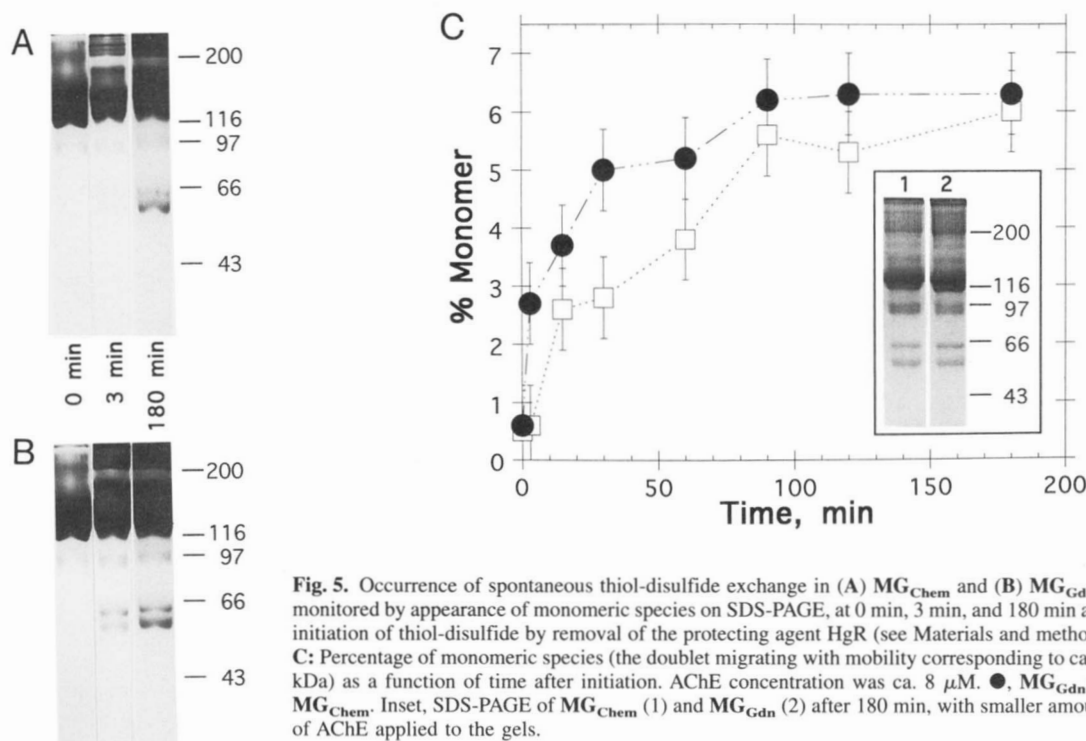 A
200
116
97
66
43
0 min
3 min
180 min
B
200
116
97
66
43
C
% Monomer
7
6
5
4
3
2
1
0
0
50
100
150
200
Time, min
1 2
200
116
97
66
43
Fig. 5. Occurrence of spontaneous thiol-disulfide exchange in (A) MG_Chem and (B) MG_Gd
monitored by appearance of monomeric species on SDS-PAGE, at 0 min, 3 min, and 180 min a
initiation of thiol-disulfide by removal of the protecting agent HgR (see Materials and metho
C: Percentage of monomeric species (the doublet migrating with mobility corresponding to ca
kDa) as a function of time after initiation. AChE concentration was ca. 8 μM. ●, MG_Gdn
MG_Chem. Inset, SDS-PAGE of MG_Chem (1) and MG_Gdn (2) after 180 min, with smaller amou
of AChE applied to the gels.